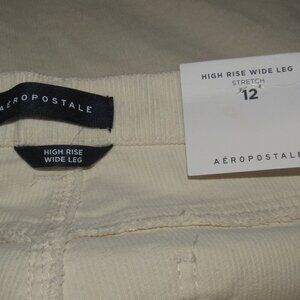 AÉROPOSTALE
HIGH RISE
WIDE LEG
HIGH RISE WIDE LEG
STRETCH
12
AÉROPOSTALE